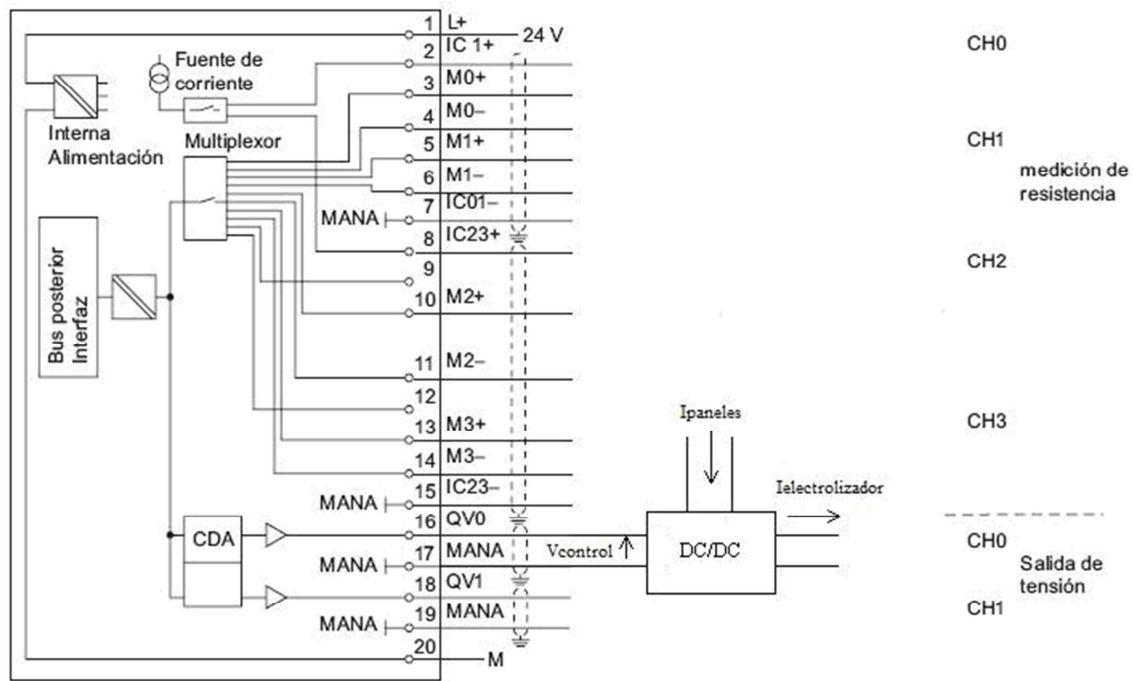 1 L+
24 V
2 IC 1+
3 M0+
4 M0–
5 M1+
6 M1–
7 IC01–
8 IC23+
9
10 M2+
11 M2–
12
13 M3+
14 M3–
15 IC23–
16 QV0
17 MANA
18 QV1
19 MANA
20
M
Fuente de
corriente
Interna
Alimentación
Multiplexor
MANA
Bus posterior
Interfaz
MANA
CDA
MANA
MANA
Ipaneles
Ielectrolizador
Vcontrol
DC/DC
CH0
CH1
medición de
resistencia
CH2
CH3
CH0
Salida de
tensión
CH1